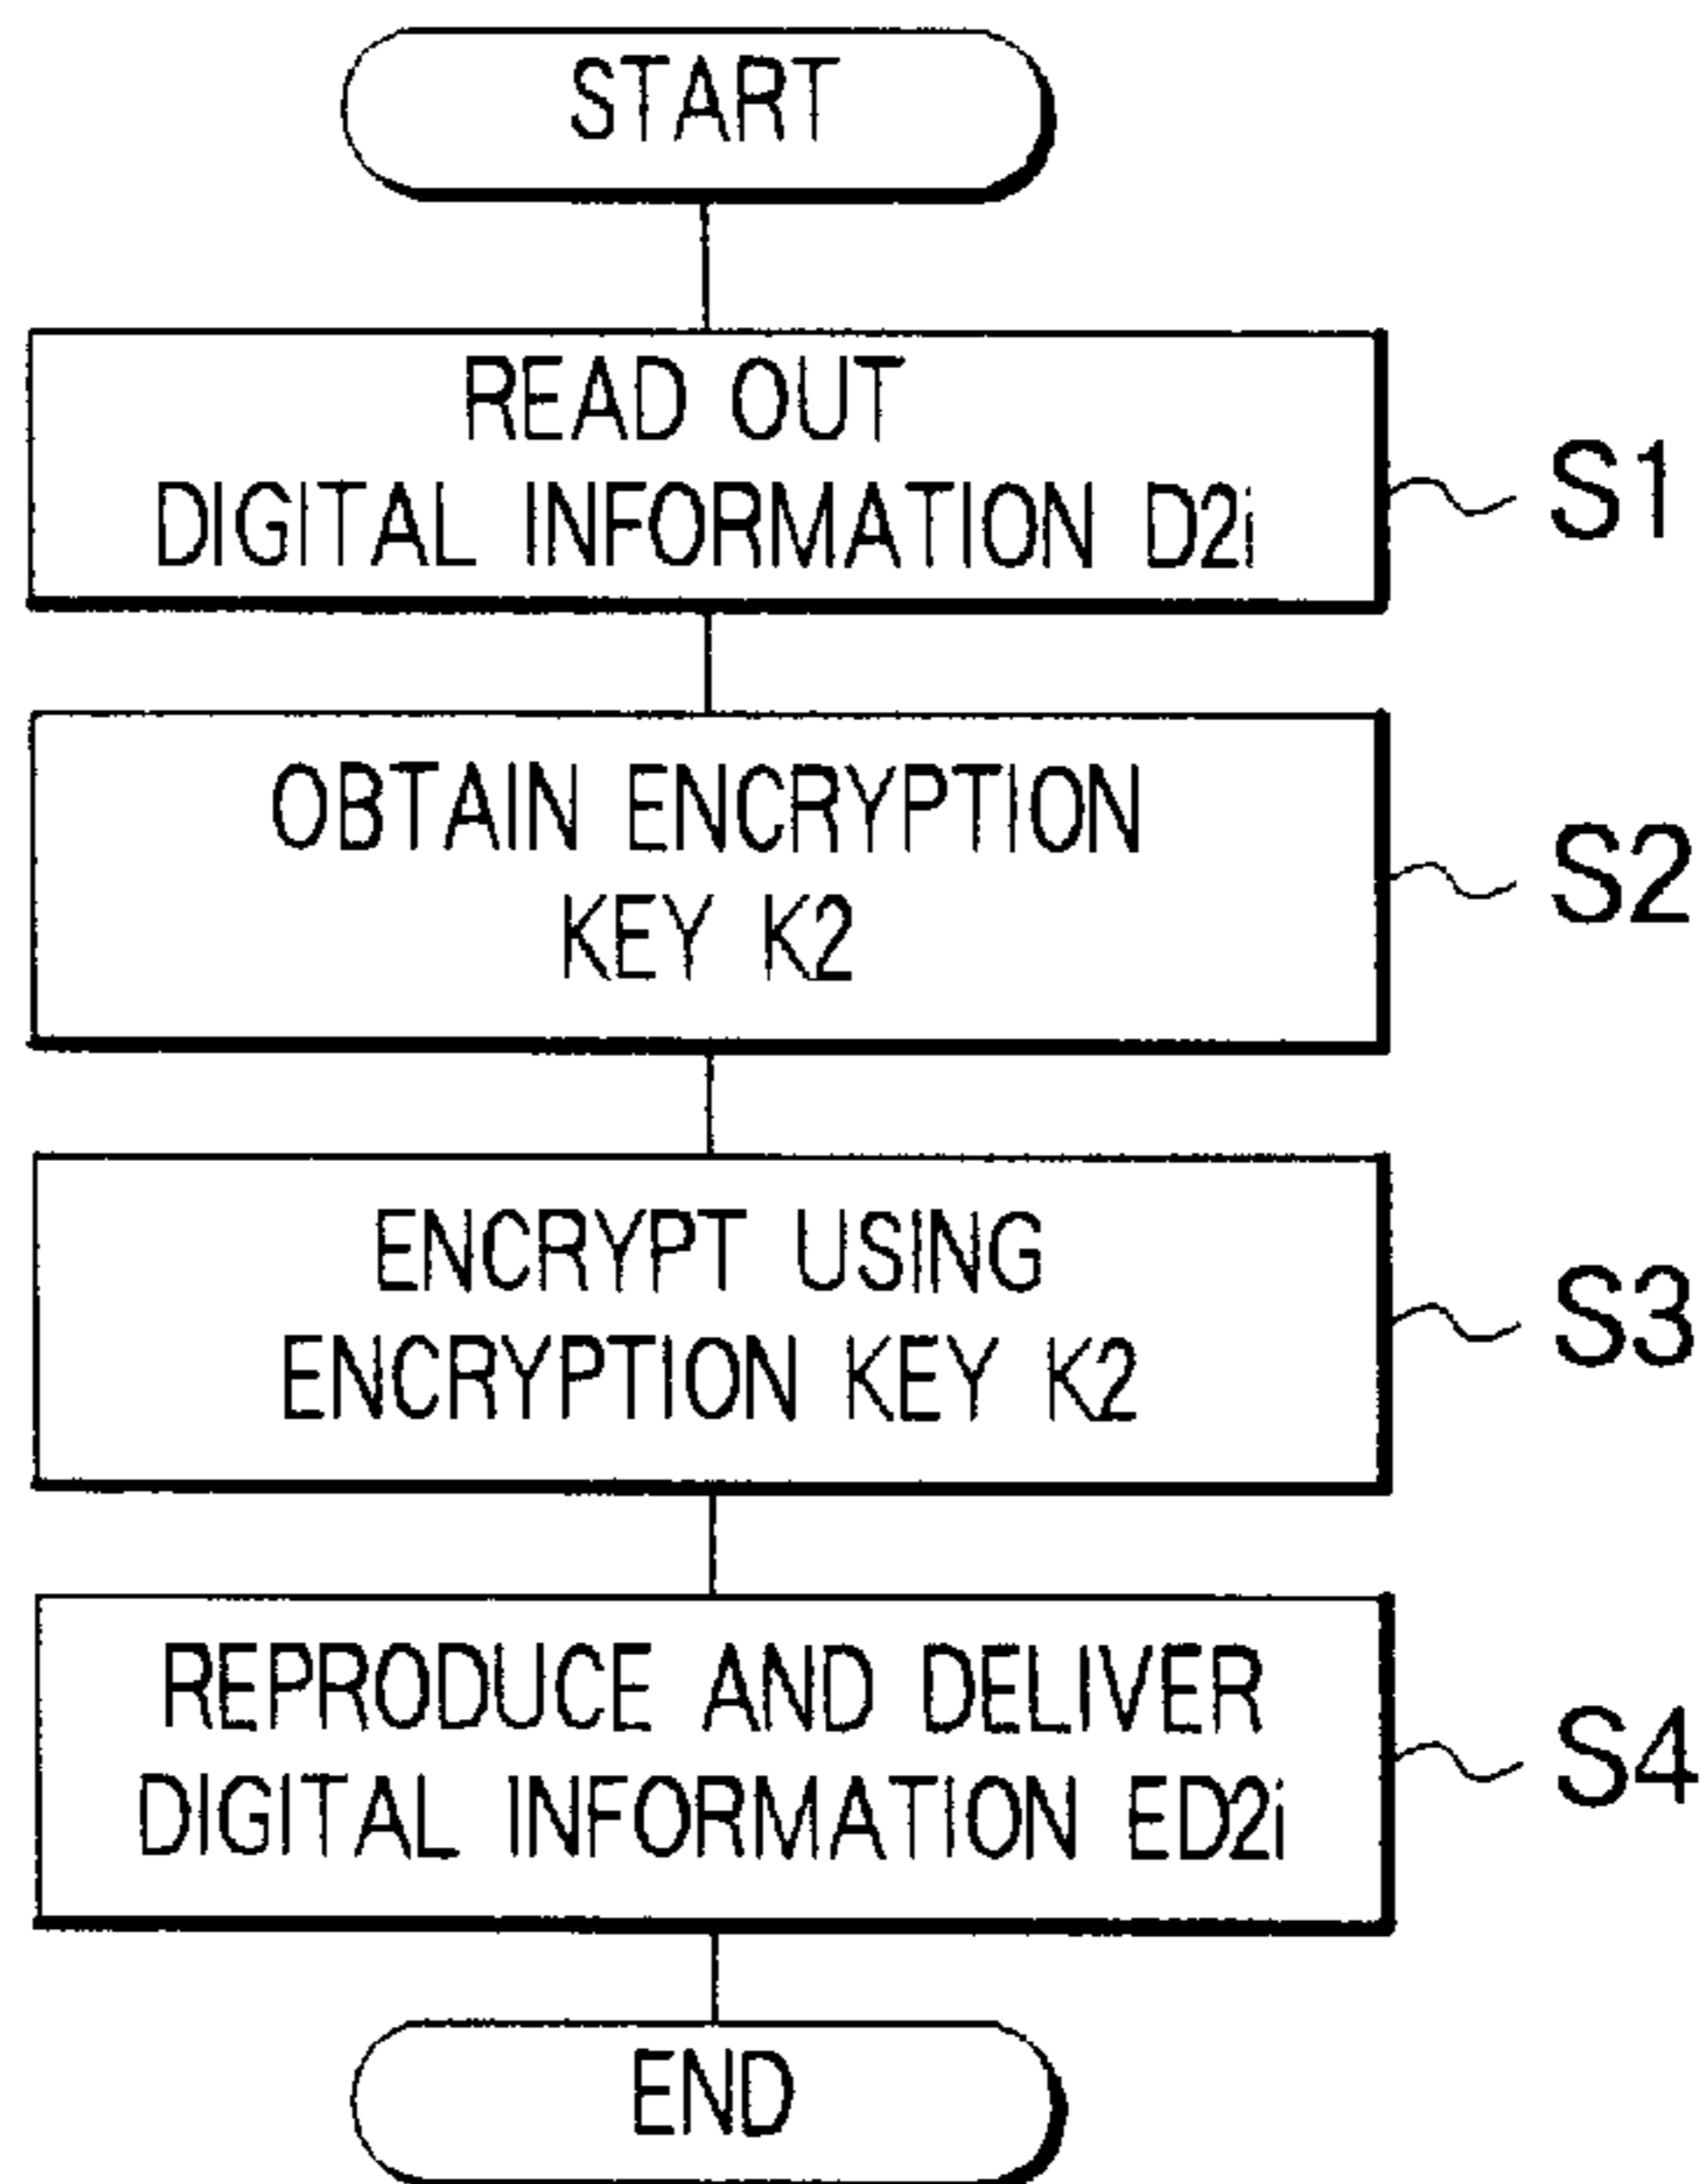 START
READ OUT
DIGITAL INFORMATION D2i
S1
OBTAIN ENCRYPTION
KEY K2
S2
ENCRYPT USING
ENCRYPTION KEY K2
S3
REPRODUCE AND DELIVER
DIGITAL INFORMATION ED2i
S4
END